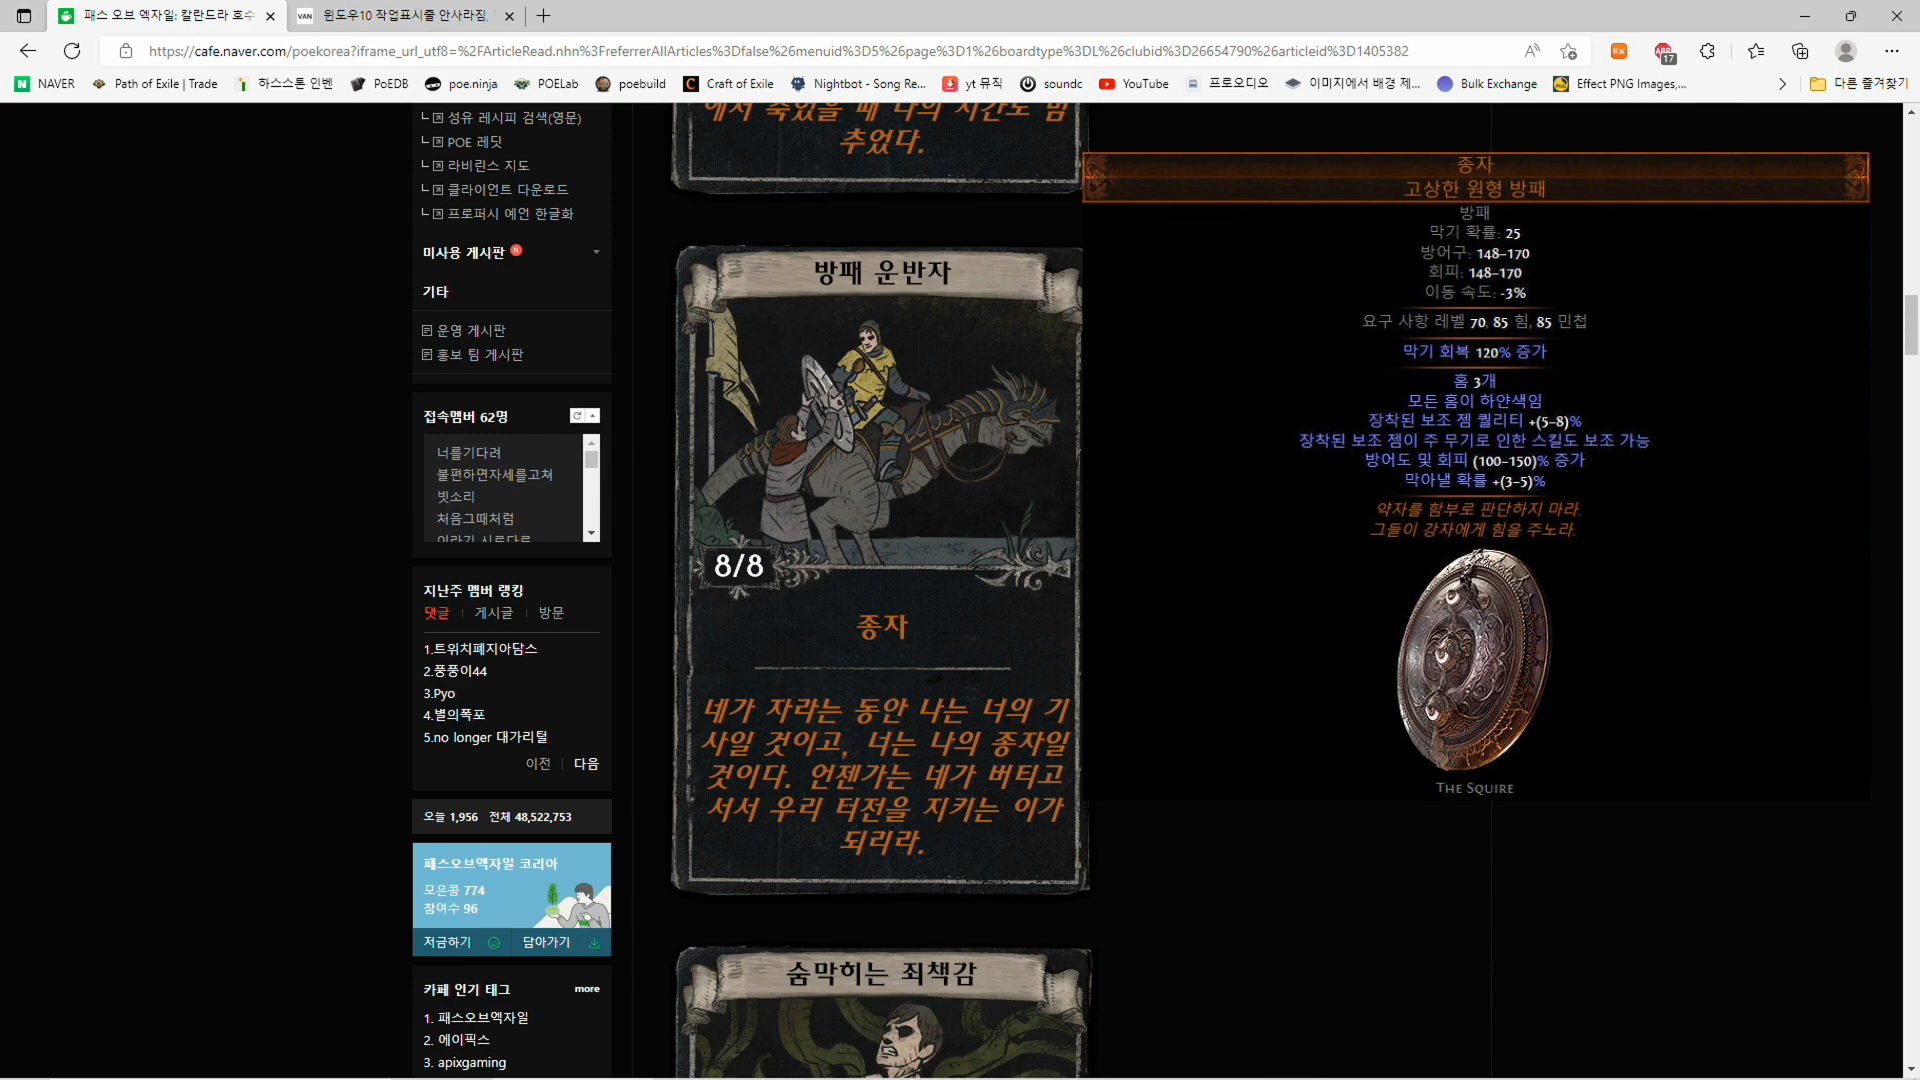 패스 오브 엑자일: 칼란드라 호수
윈도우10 작업표시줄 안사라짐,
https://cafe.naver.com/poekorea?iframe_url_utf8=%2FArticleRead.nhn%3FreferrerAllArticles%3Dfalse%26menuid%3D5%26page%3D1%26boardtype%3DL%26clubid%3D26654790%26articleid%3D1405382
NAVER
Path of Exile | Trade
하스스톤 인벤
PoEDB
poe.ninja
POELab
poebuild
Craft of Exile
Nightbot - Song Re...
yt 뮤직
soundc
YouTube
프로오디오
이미지에서 배경 제...
Bulk Exchange
Effect PNG Images,...
다른 즐겨찾기
성유 레시피 검색(영문)
POE 레딧
라비린스 지도
클라이언트 다운로드
프로퍼시 예언 한글화
미사용 게시판
기타
운영 게시판
홍보 팀 게시판
접속멤버 62명
너를기다려
불편하면자세를고쳐
빗소리
처음그때처럼
지난주 멤버 랭킹
댓글 게시글 방문
1.트위치폐지아담스
2.풍풍이44
3.Pyo
4.별의폭포
5.no longer 대가리털
이전 다음
오늘 1,956 전체 48,522,753
패스오브엑자일 코리아
모은콩 774
참여수 96
저금하기 담아가기
카페 인기 태그 more
1. 패스오브엑자일
2. 에이픽스
3. apixgaming
에서 죽었을 때 나의 시간도 멈
추었다.
방패 운반자
8/8
종자
네가 자라는 동안 나는 너의 기
사일 것이고, 너는 나의 종자일
것이다. 언젠가는 네가 버티고
서서 우리 터전을 지키는 이가
되리라.
숨막히는 죄책감
종자
고상한 원형 방패
방패
막기 확률: 25
방어구: 148–170
회피: 148–170
이동 속도: -3%
요구 사항 레벨 70, 85 힘, 85 민첩
막기 회복 120% 증가
홈 3개
모든 홈이 하얀색임
장착된 보조 젬 퀄리티 +(5–8)%
장착된 보조 젬이 주 무기로 인한 스킬도 보조 가능
방어도 및 회피 (100–150)% 증가
막아낼 확률 +(3–5)%
약자를 함부로 판단하지 마라.
그들이 강자에게 힘을 주노라.
THE SQUIRE